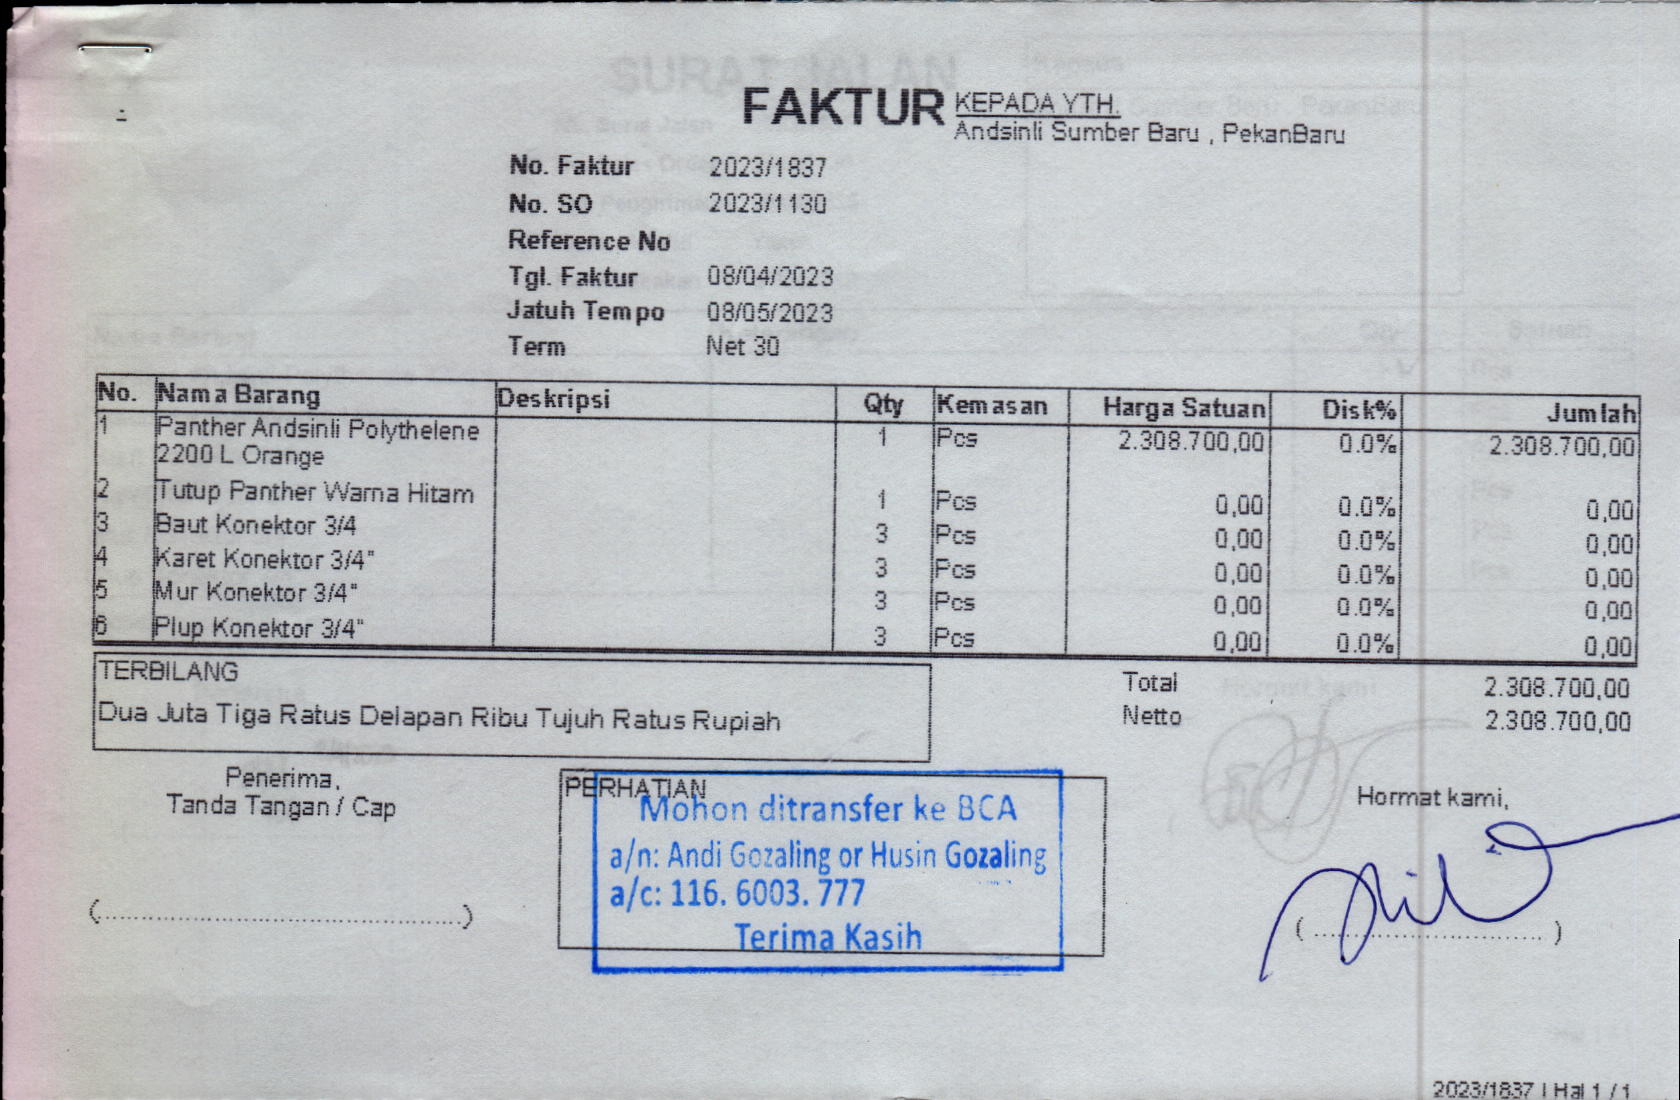 FAKTUR
KEPADA YTH.
Andsinli Sumber Baru , PekanBaru
No. Faktur 2023/1837
No. SO 2023/1130
Reference No
Tgl. Faktur 08/04/2023
Jatuh Tempo 08/05/2023
Term Net 30
No. Nama Barang Deskripsi Qty Kemasan Harga Satuan Disk% Jumlah
1 Panther Andsinli Polythelene 1 Pcs 2.308.700,00 0.0% 2.308.700,00
2200 L Orange
2 Tutup Panther Warna Hitam 1 Pcs 0,00 0.0% 0,00
3 Baut Konektor 3/4 3 Pcs 0,00 0.0% 0,00
4 Karet Konektor 3/4" 3 Pcs 0,00 0.0% 0,00
5 Mur Konektor 3/4" 3 Pcs 0,00 0.0% 0,00
6 Plup Konektor 3/4" 3 Pcs 0,00 0.0% 0,00
TERBILANG
Dua Juta Tiga Ratus Delapan Ribu Tujuh Ratus Rupiah
Total 2.308.700,00
Netto 2.308.700,00
Penerima,
Tanda Tangan / Cap
(..........................................)
PERHATIAN
Mohon ditransfer ke BCA
a/n: Andi Gozaling or Husin Gozaling
a/c: 116. 6003. 777
Terima Kasih
Hormat kami,
(...........................)
2023/1837 | Hal 1 / 1